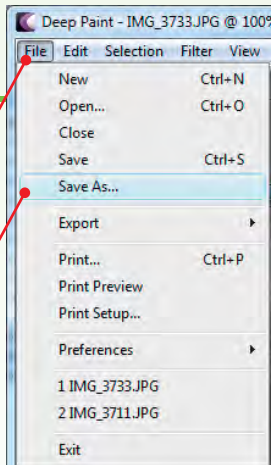 Deep Paint - IMG_3733.JPG @ 100%
File Edit Selection Filter View
New Ctrl+N
Open... Ctrl+O
Close
Save Ctrl+S
Save As...
Export
Print... Ctrl+P
Print Preview
Print Setup...
Preferences
1 IMG_3733.JPG
2 IMG_3711.JPG
Exit